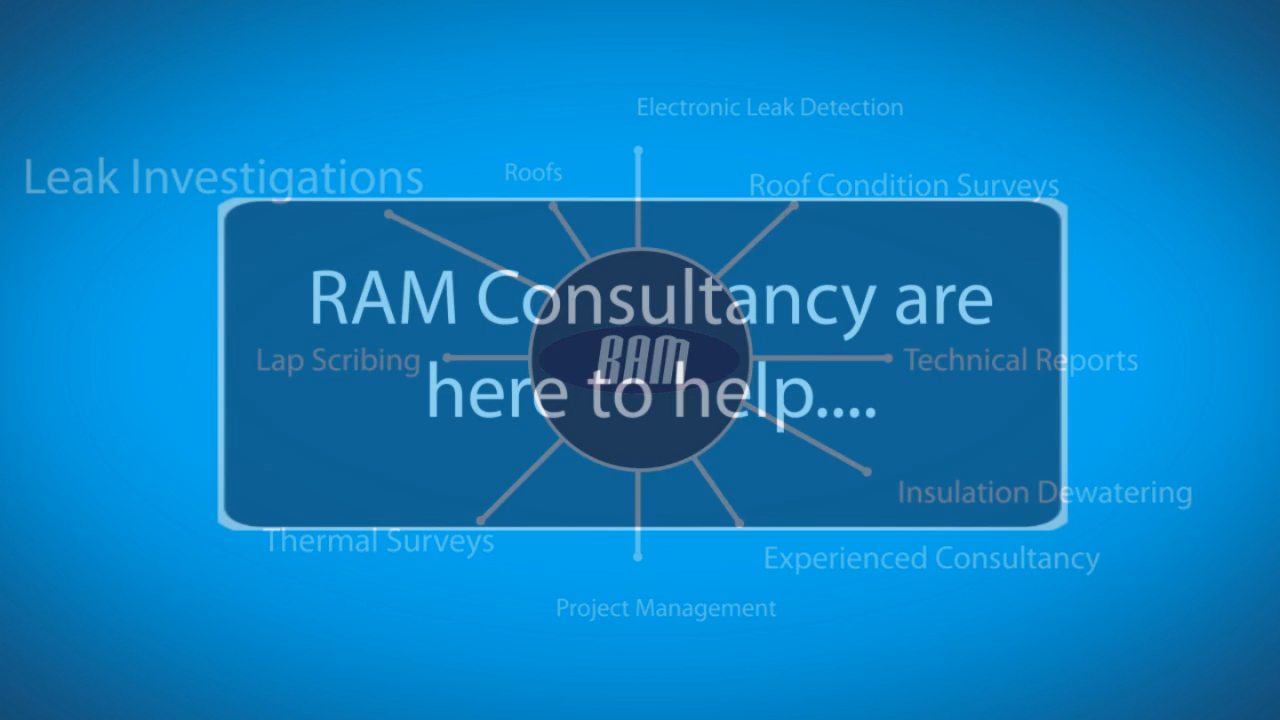 Electronic Leak Detection
Leak Investigations
Roofs
Roof Condition Surveys
RAM Consultancy are
here to help....
RAM
Lap Scribing
Technical Reports
Insulation Dewatering
Thermal Surveys
Experienced Consultancy
Project Management